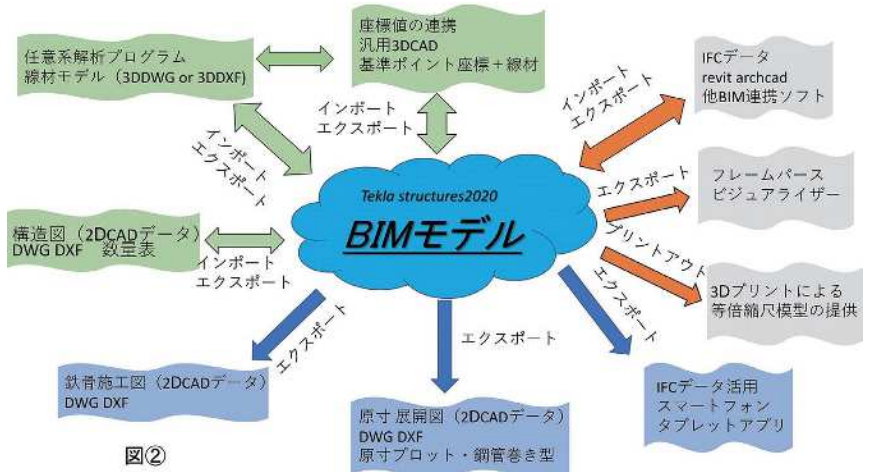 任意系解析プログラム
線材モデル（3DDWG or 3DDXF）
座標値の連携
汎用3DCAD
基準ポイント座標＋線材
IFCデータ
revit archcad
他BIM連携ソフト
インポート
エクスポート
インポート
エクスポート
インポート
エクスポート
フレームパース
ビジュアライザー
エクスポート
Tekla structures2020
BIMモデル
構造図（2DCADデータ）
DWG DXF　数量表
インポート
エクスポート
プリントアウト
3Dプリントによる
等倍縮尺模型の提供
エクスポート
エクスポート
エクスポート
鉄骨施工図（2DCADデータ）
DWG DXF
原寸 展開図（2DCADデータ）
DWG DXF
原寸プロット・鋼管巻き型
IFCデータ活用
スマートフォン
タブレットアプリ
図②